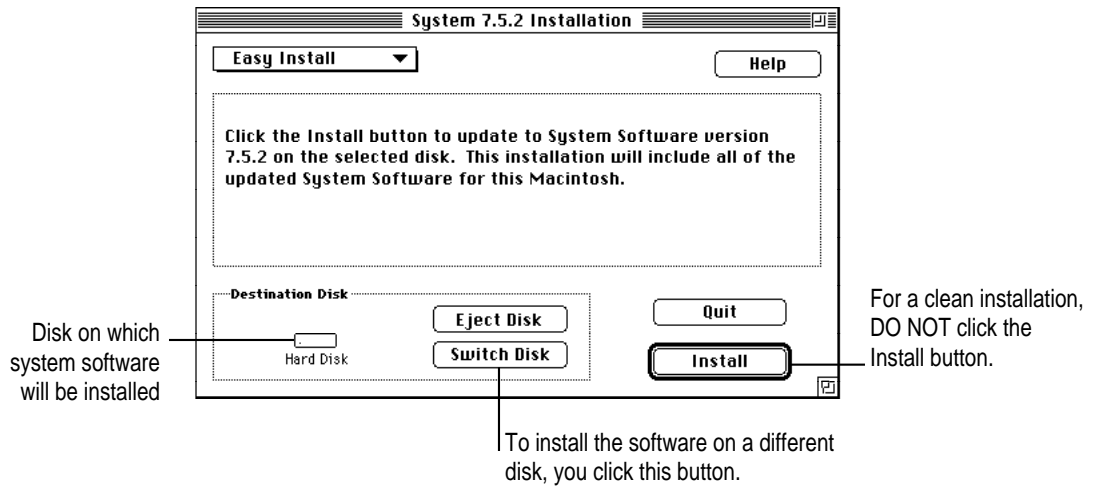 System 7.5.2 Installation
Easy Install
Help
Click the Install button to update to System Software version
7.5.2 on the selected disk. This installation will include all of the
updated System Software for this Macintosh.
Destination Disk
Hard Disk
Eject Disk
Switch Disk
Quit
Install
Disk on which
system software
will be installed
For a clean installation,
DO NOT click the
Install button.
To install the software on a different
disk, you click this button.